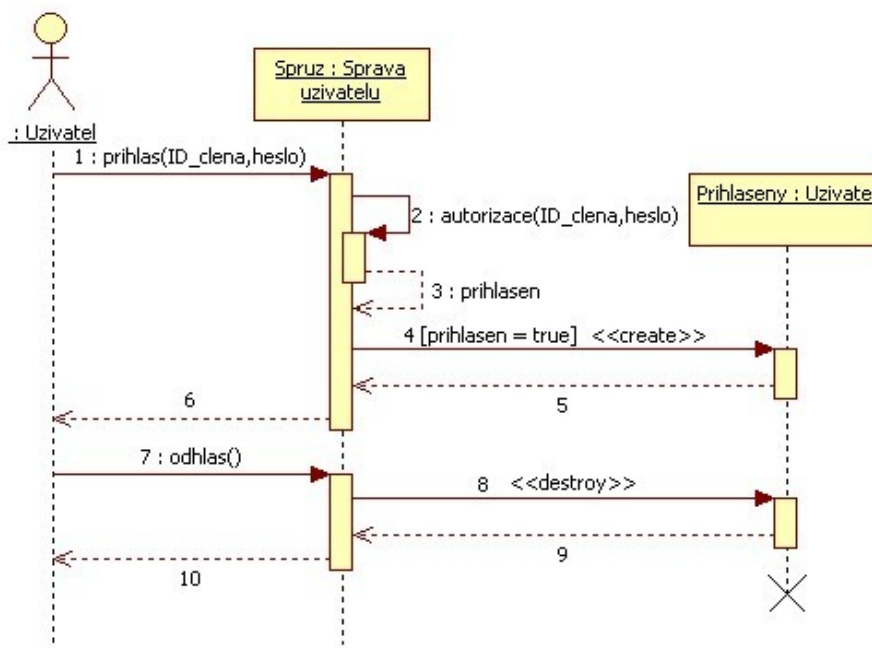 Spruz : Sprava
uzivatelu
: Uzivatel
1 : prihlas(ID_clena,heslo)
Prihlaseny : Uzivate
2 : autorizace(ID_clena,heslo)
3 : prihlasen
4 [prihlasen = true] <<create>>
5
6
7 : odhlas()
8 <<destroy>>
9
10